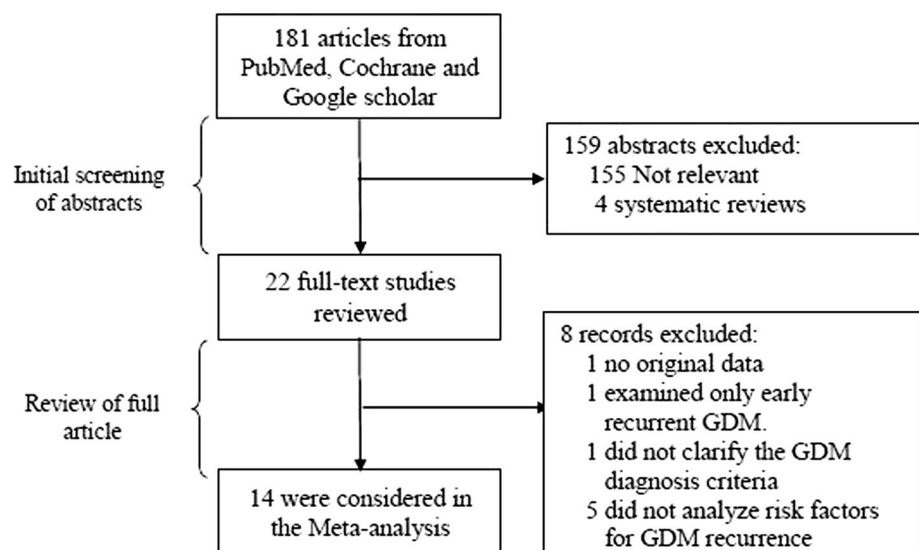 181 articles from
PubMed, Cochrane and
Google scholar
Initial screening
of abstracts
159 abstracts excluded:
155 Not relevant
4 systematic reviews
22 full-text studies
reviewed
Review of full
article
8 records excluded:
1 no original data
1 examined only early
recurrent GDM.
1 did not clarify the GDM
diagnosis criteria
5 did not analyze risk factors
for GDM recurrence
14 were considered in
the Meta-analysis